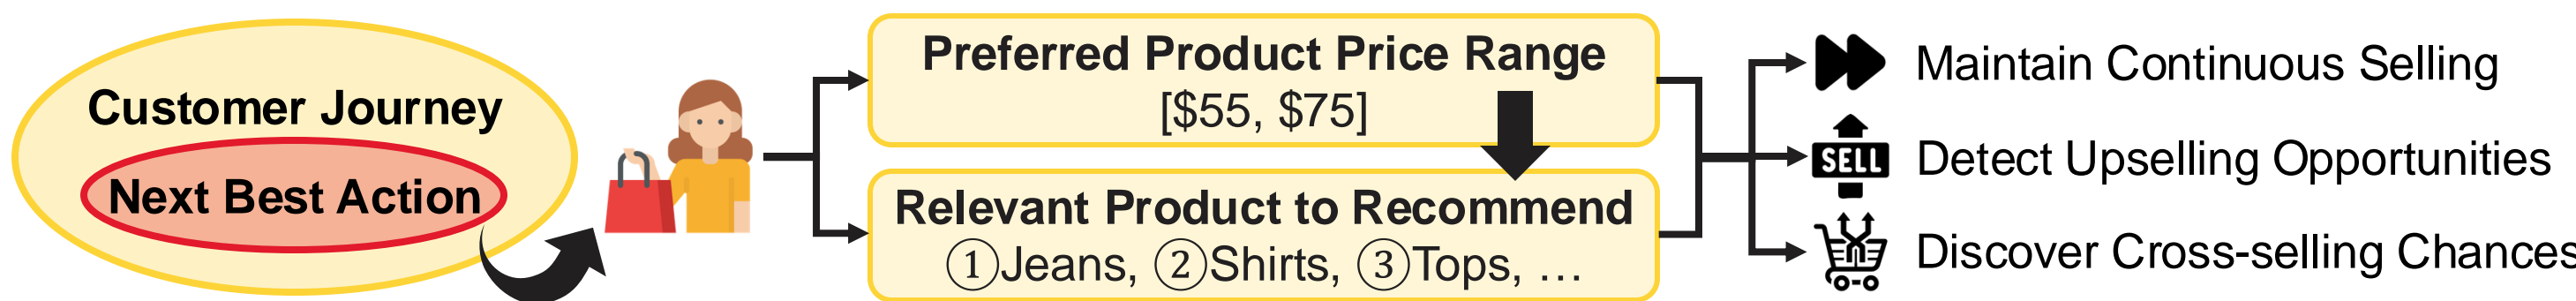 Customer Journey
Next Best Action
Preferred Product Price Range
[$55, $75]
Relevant Product to Recommend
①Jeans, ②Shirts, ③Tops, …
Maintain Continuous Selling
SELL
Detect Upselling Opportunities
Discover Cross-selling Chances